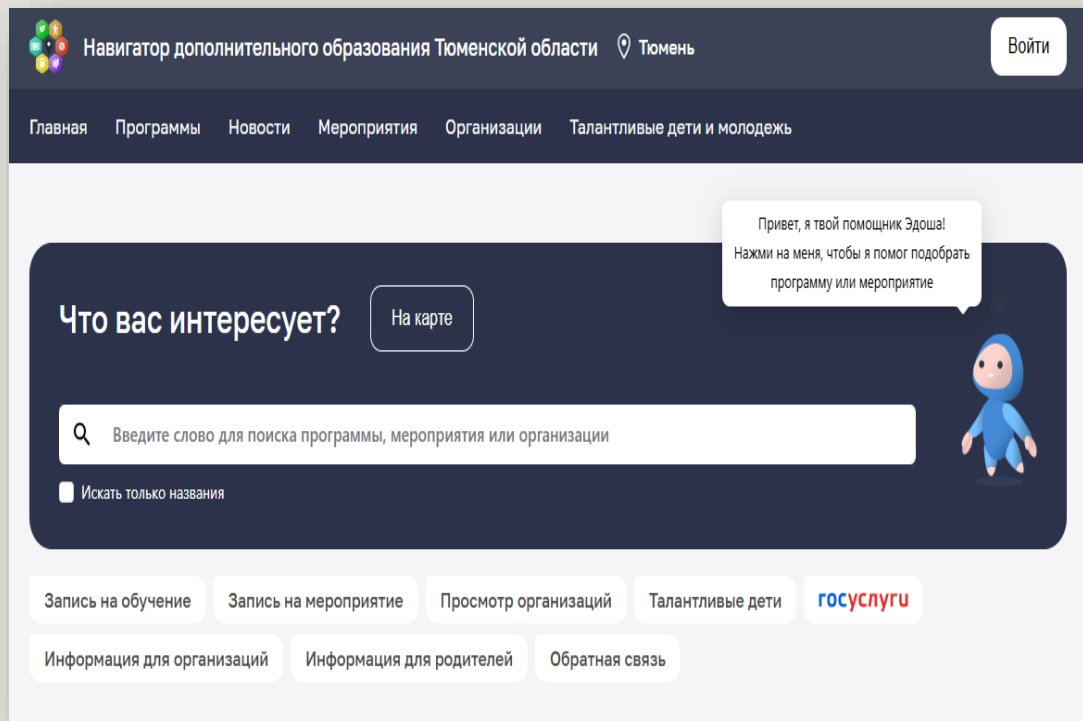 Навигатор дополнительного образования Тюменской области Тюмень Войти
Главная Программы Новости Мероприятия Организации Талантливые дети и молодежь
Привет, я твой помощник Эдоша!
Нажми на меня, чтобы я помог подобрать
программу или мероприятие
Что вас интересует? На карте
Введите слово для поиска программы, мероприятия или организации
Искать только названия
Запись на обучение Запись на мероприятие Просмотр организаций Талантливые дети госуслуги
Информация для организаций Информация для родителей Обратная связь